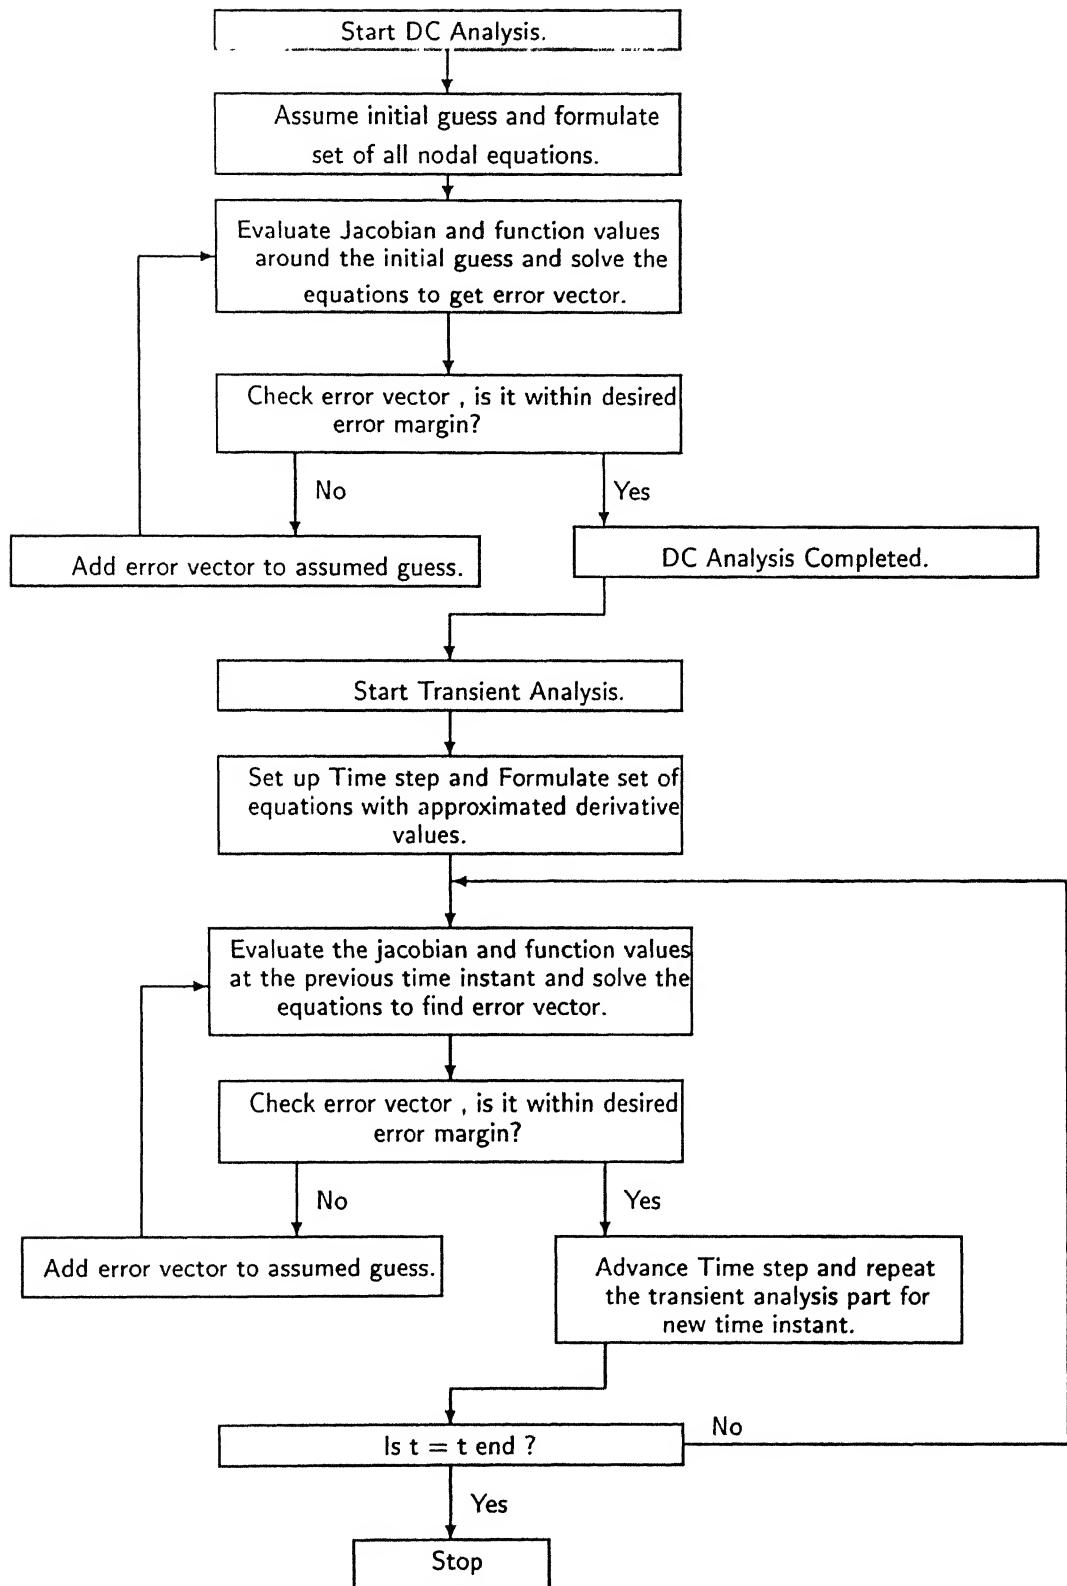 Start DC Analysis.
Assume initial guess and formulate
set of all nodal equations.
Evaluate Jacobian and function values
around the initial guess and solve the
equations to get error vector.
Check error vector , is it within desired
error margin?
No
Yes
Add error vector to assumed guess.
DC Analysis Completed.
Start Transient Analysis.
Set up Time step and Formulate set of
equations with approximated derivative
values.
Evaluate the jacobian and function values
at the previous time instant and solve the
equations to find error vector.
Check error vector , is it within desired
error margin?
No
Yes
Add error vector to assumed guess.
Advance Time step and repeat
the transient analysis part for
new time instant.
Is t = t end ?
No
Yes
Stop